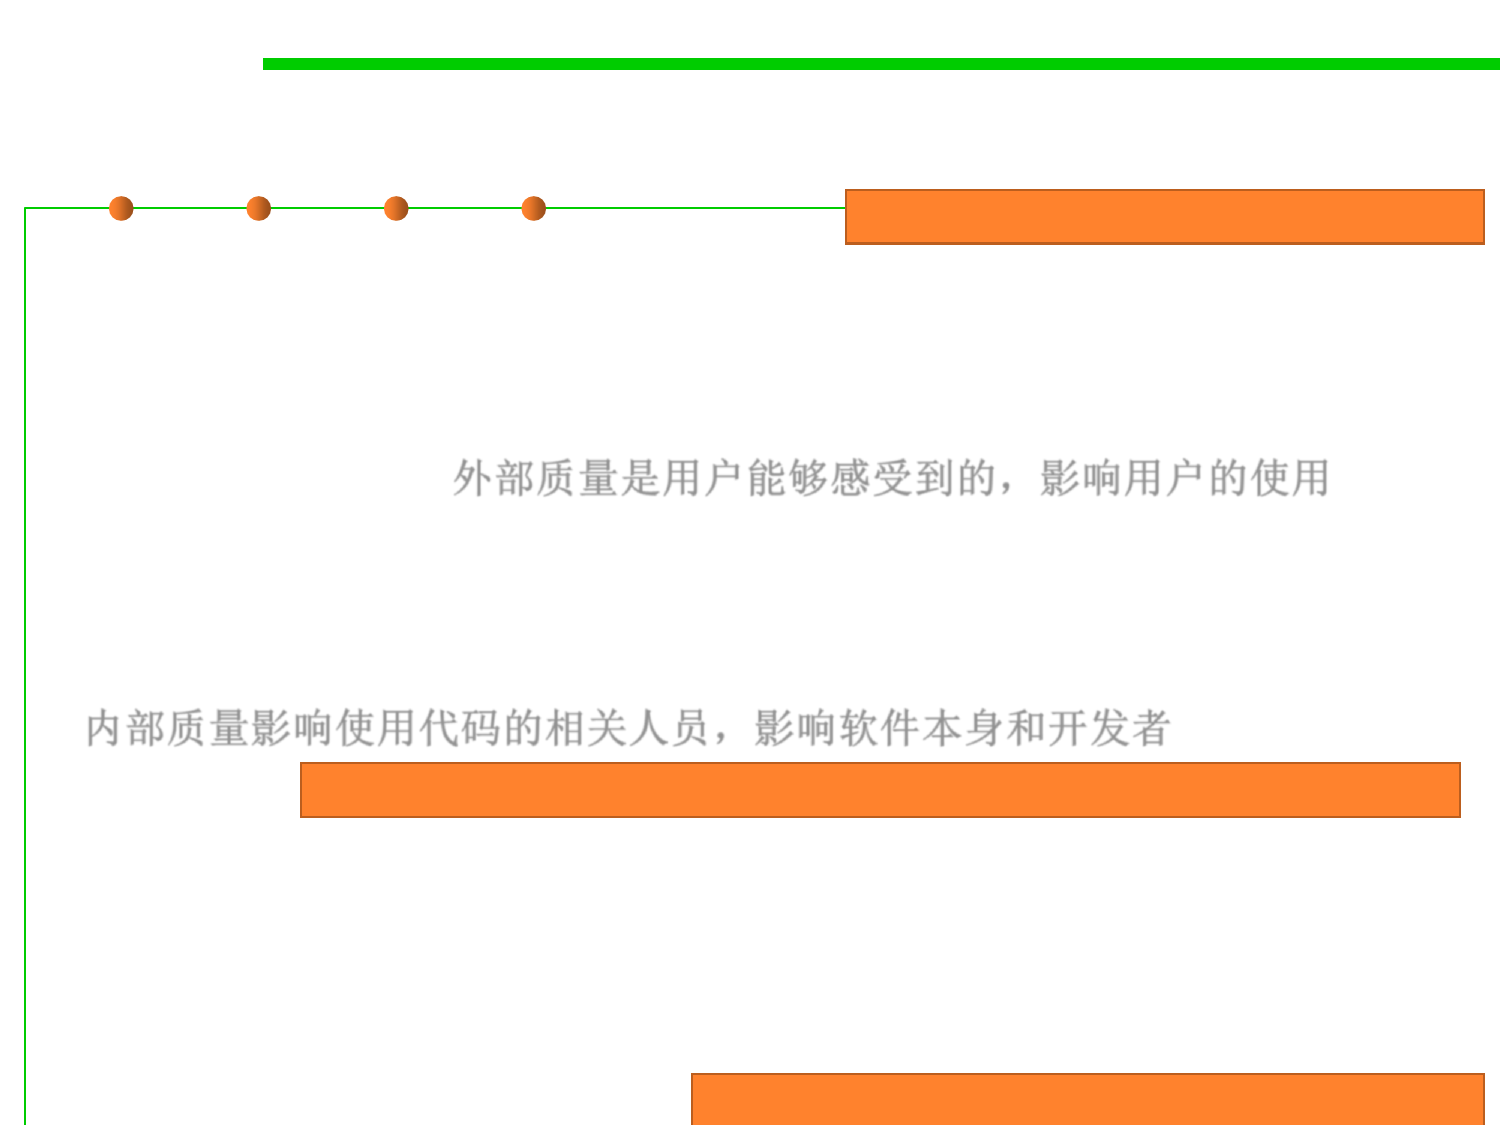 外部质量是用户能够感受到的，影响用户的使用
内部质量影响使用代码的相关人员，影响软件本身和开发者